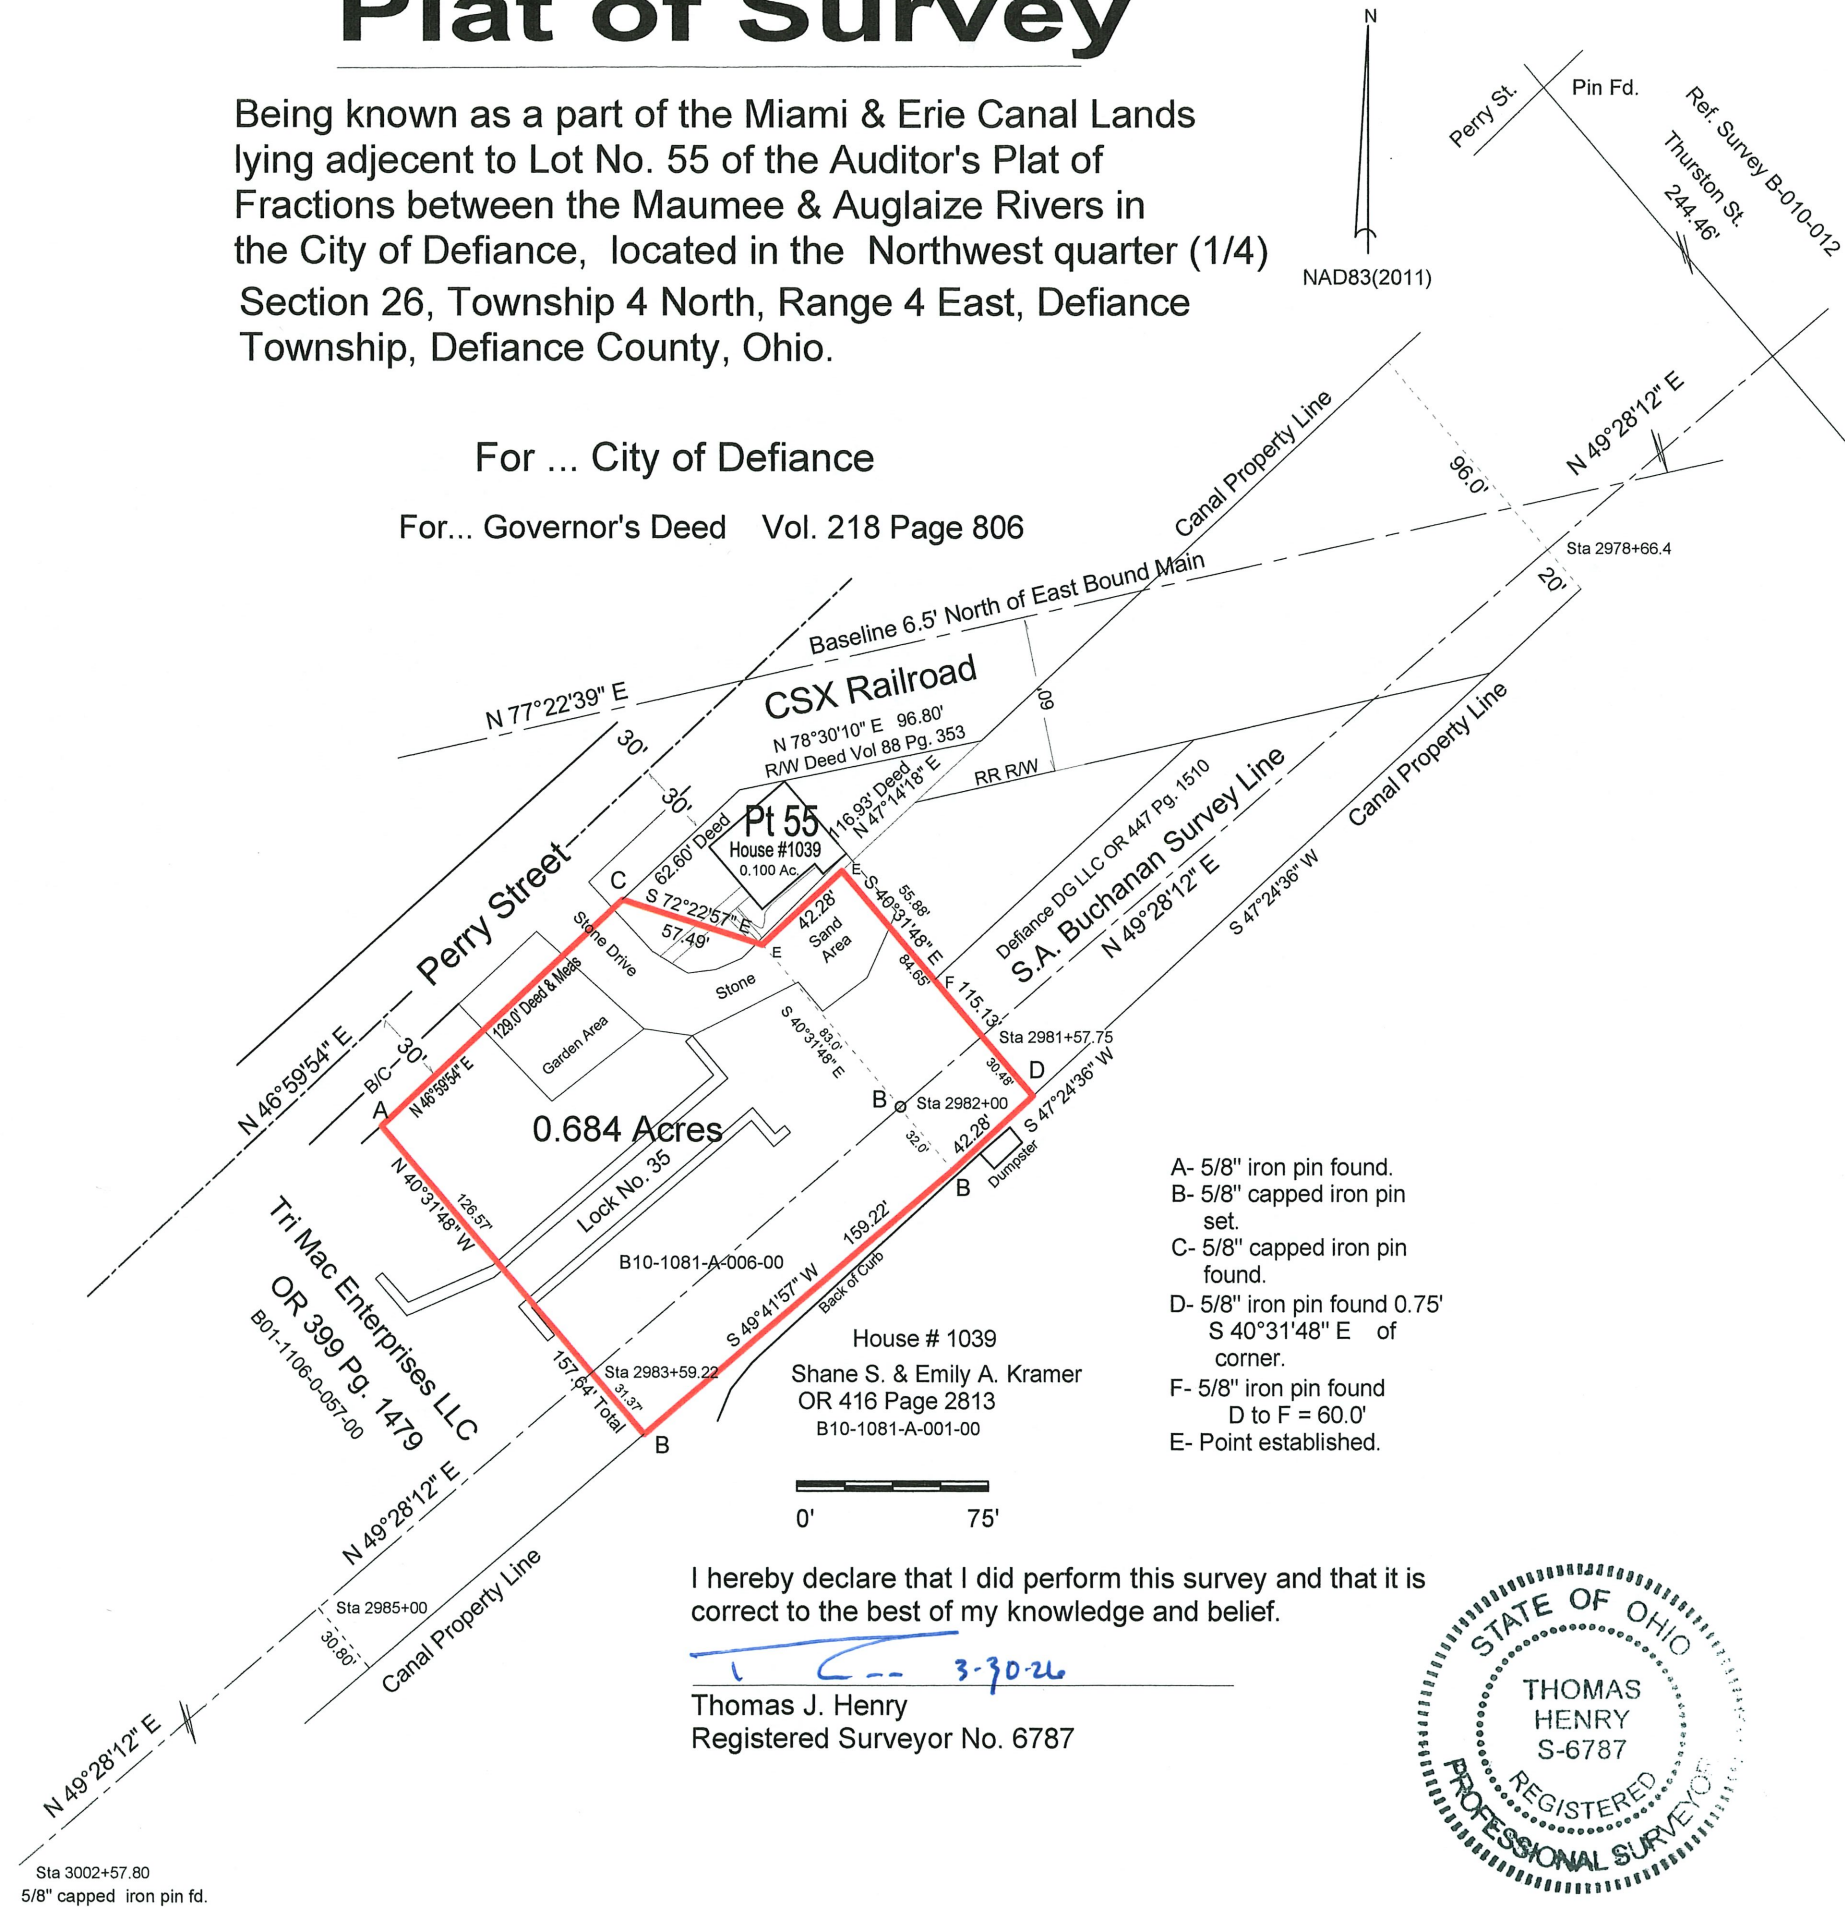 Plat of Survey
Being known as a part of the Miami & Erie Canal Lands
lying adjecent to Lot No. 55 of the Auditor's Plat of
Fractions between the Maumee & Auglaize Rivers in
the City of Defiance, located in the Northwest quarter (1/4)
Section 26, Township 4 North, Range 4 East, Defiance
Township, Defiance County, Ohio.
For ... City of Defiance
For... Governor's Deed Vol. 218 Page 806
N
NAD83(2011)
Perry St.
Pin Fd.
Ref. Survey B-010-012
Thurston St.
244.46'
N 49°28'12" E
Canal Property Line
96.0'
Sta 2978+66.4
20'
Baseline 6.5' North of East Bound Main
N 77°22'39" E
CSX Railroad
N 78°30'10" E 96.80'
R/W Deed Vol 88 Pg. 353
60'
RR R/W
30'
30'
Pt 55
House #1039
0.100 Ac.
62.60' Deed
116.93' Deed
N 47°14'18" E
C
S 72°22'57" E
57.49'
E
E
42.28'
Sand
Area
S 40°31'48" E
55.88'
84.65'
F
115.13'
Defiance DG LLC OR 447 Pg. 1510
S.A. Buchanan Survey Line
N 49°28'12" E
Canal Property Line
S 47°24'36" W
Perry Street
Stone Drive
Stone
129.0' Deed & Meas
Garden Area
N 46°59'54" E
30'
B/C
N 46°59'54" E
A
S 40°31'48" E
83.0'
Sta 2981+57.75
30.48'
D
B
Sta 2982+00
S 47°24'36" W
32.0'
42.28'
Dumpster
B
0.684 Acres
Lock No. 35
N 40°31'48" W
126.57'
B10-1081-A-006-00
159.22'
S 49°41'57" W
Back of Curb
Tri Mac Enterprises LLC
OR 399 Pg. 1479
B01-1106-0-057-00
157.64' Total
Sta 2983+59.22
31.37'
B
House # 1039
Shane S. & Emily A. Kramer
OR 416 Page 2813
B10-1081-A-001-00
A- 5/8" iron pin found.
B- 5/8" capped iron pin
set.
C- 5/8" capped iron pin
found.
D- 5/8" iron pin found 0.75'
S 40°31'48" E of
corner.
F- 5/8" iron pin found
D to F = 60.0'
E- Point established.
0' 75'
N 49°28'12" E
Sta 2985+00
30.80'
Canal Property Line
N 49°28'12" E
Sta 3002+57.80
5/8" capped iron pin fd.
I hereby declare that I did perform this survey and that it is
correct to the best of my knowledge and belief.
3-30-26
Thomas J. Henry
Registered Surveyor No. 6787
STATE OF OHIO
THOMAS
HENRY
S-6787
REGISTERED
PROFESSIONAL SURVEYOR